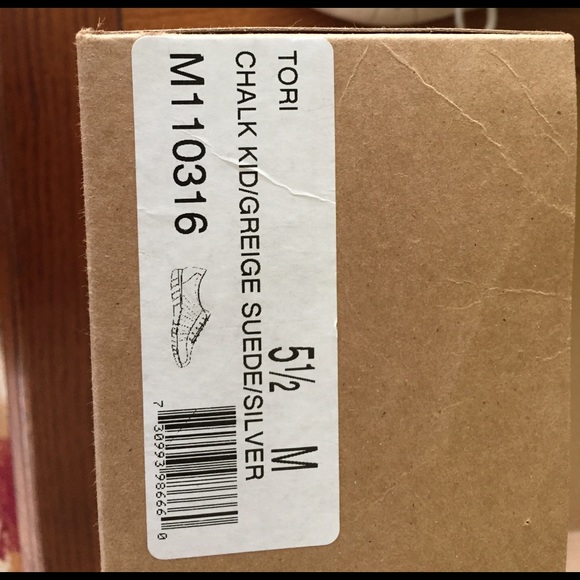 TORI
CHALK KID/GREIGE SUEDE/SILVER
M110316
5½ M
7 30993 98666 0